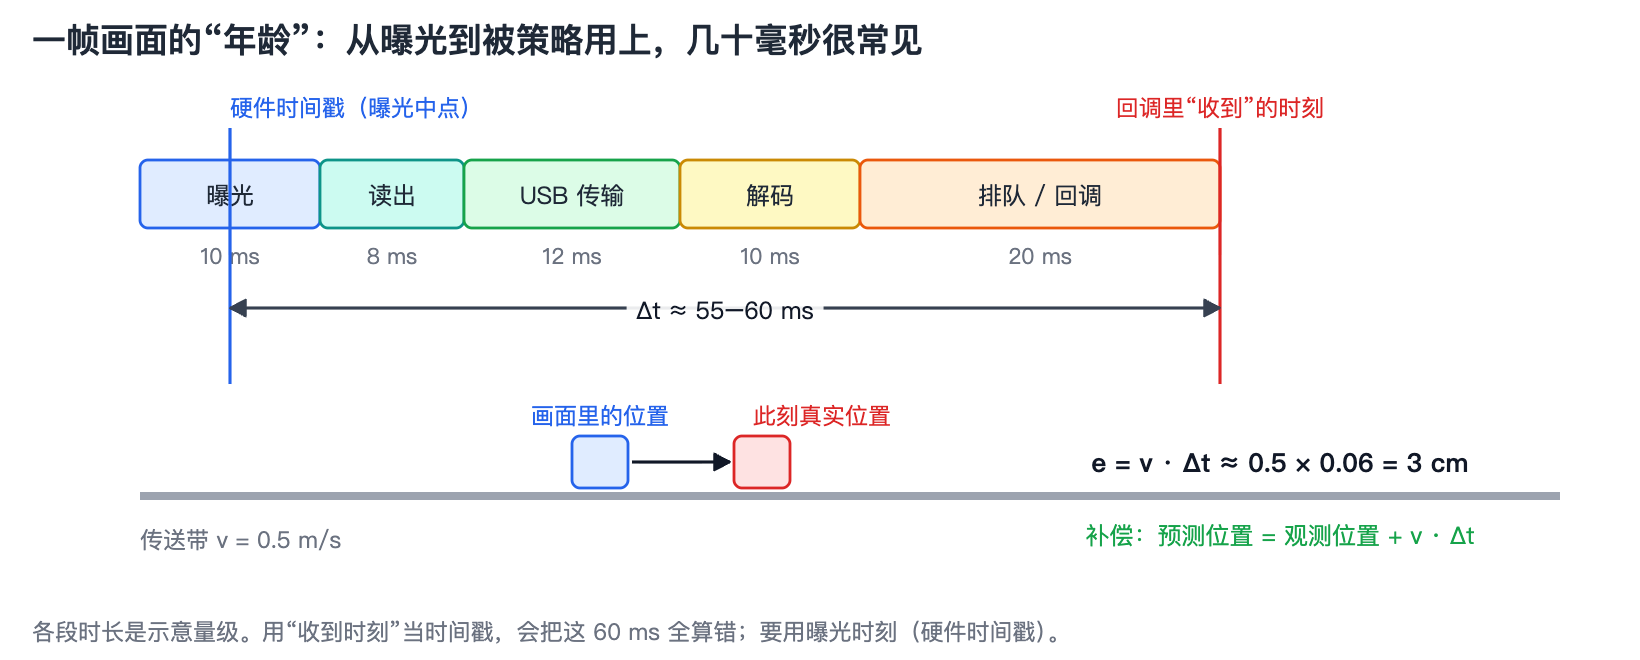 一帧画面的“年龄”：从曝光到被策略用上，几十毫秒很常见
硬件时间戳（曝光中点）
回调里“收到”的时刻
曝光
读出
USB 传输
解码
排队 / 回调
10 ms
8 ms
12 ms
10 ms
20 ms
Δt ≈ 55–60 ms
画面里的位置
此刻真实位置
e = v · Δt ≈ 0.5 × 0.06 = 3 cm
传送带 v = 0.5 m/s
补偿：预测位置 = 观测位置 + v · Δt
各段时长是示意量级。用“收到时刻”当时间戳，会把这 60 ms 全算错；要用曝光时刻（硬件时间戳）。